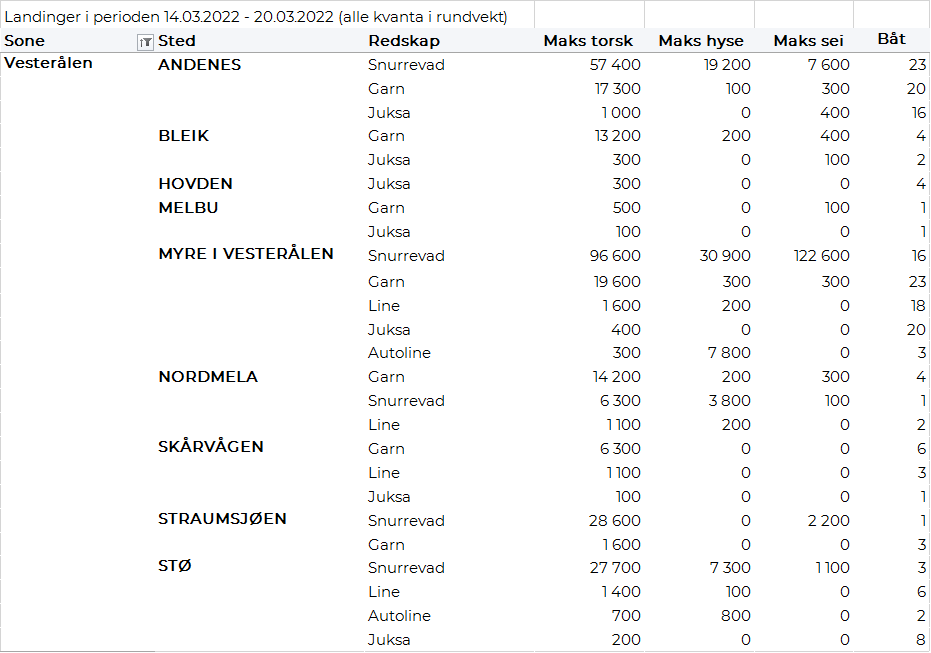 Landinger i perioden 14.03.2022 - 20.03.2022 (alle kvanta i rundvekt)
Sone Sted Redskap Maks torsk Maks hyse Maks sei Båt
Vesterålen ANDENES Snurrevad 57 400 19 200 7 600 23
Garn 17 300 100 300 20
Juksa 1 000 0 400 16
BLEIK Garn 13 200 200 400 4
Juksa 300 0 100 2
HOVDEN Juksa 300 0 0 4
MELBU Garn 500 0 100 1
Juksa 100 0 0 1
MYRE I VESTERÅLEN Snurrevad 96 600 30 900 122 600 16
Garn 19 600 300 300 23
Line 1 600 200 0 18
Juksa 400 0 0 20
Autoline 300 7 800 0 3
NORDMELA Garn 14 200 200 300 4
Snurrevad 6 300 3 800 100 1
Line 1 100 200 0 2
SKÅRVÅGEN Garn 6 300 0 0 6
Line 1 100 0 0 3
Juksa 100 0 0 1
STRAUMSJØEN Snurrevad 28 600 0 2 200 1
Garn 1 600 0 0 3
STØ Snurrevad 27 700 7 300 1 100 3
Line 1 400 100 0 6
Autoline 700 800 0 2
Juksa 200 0 0 8